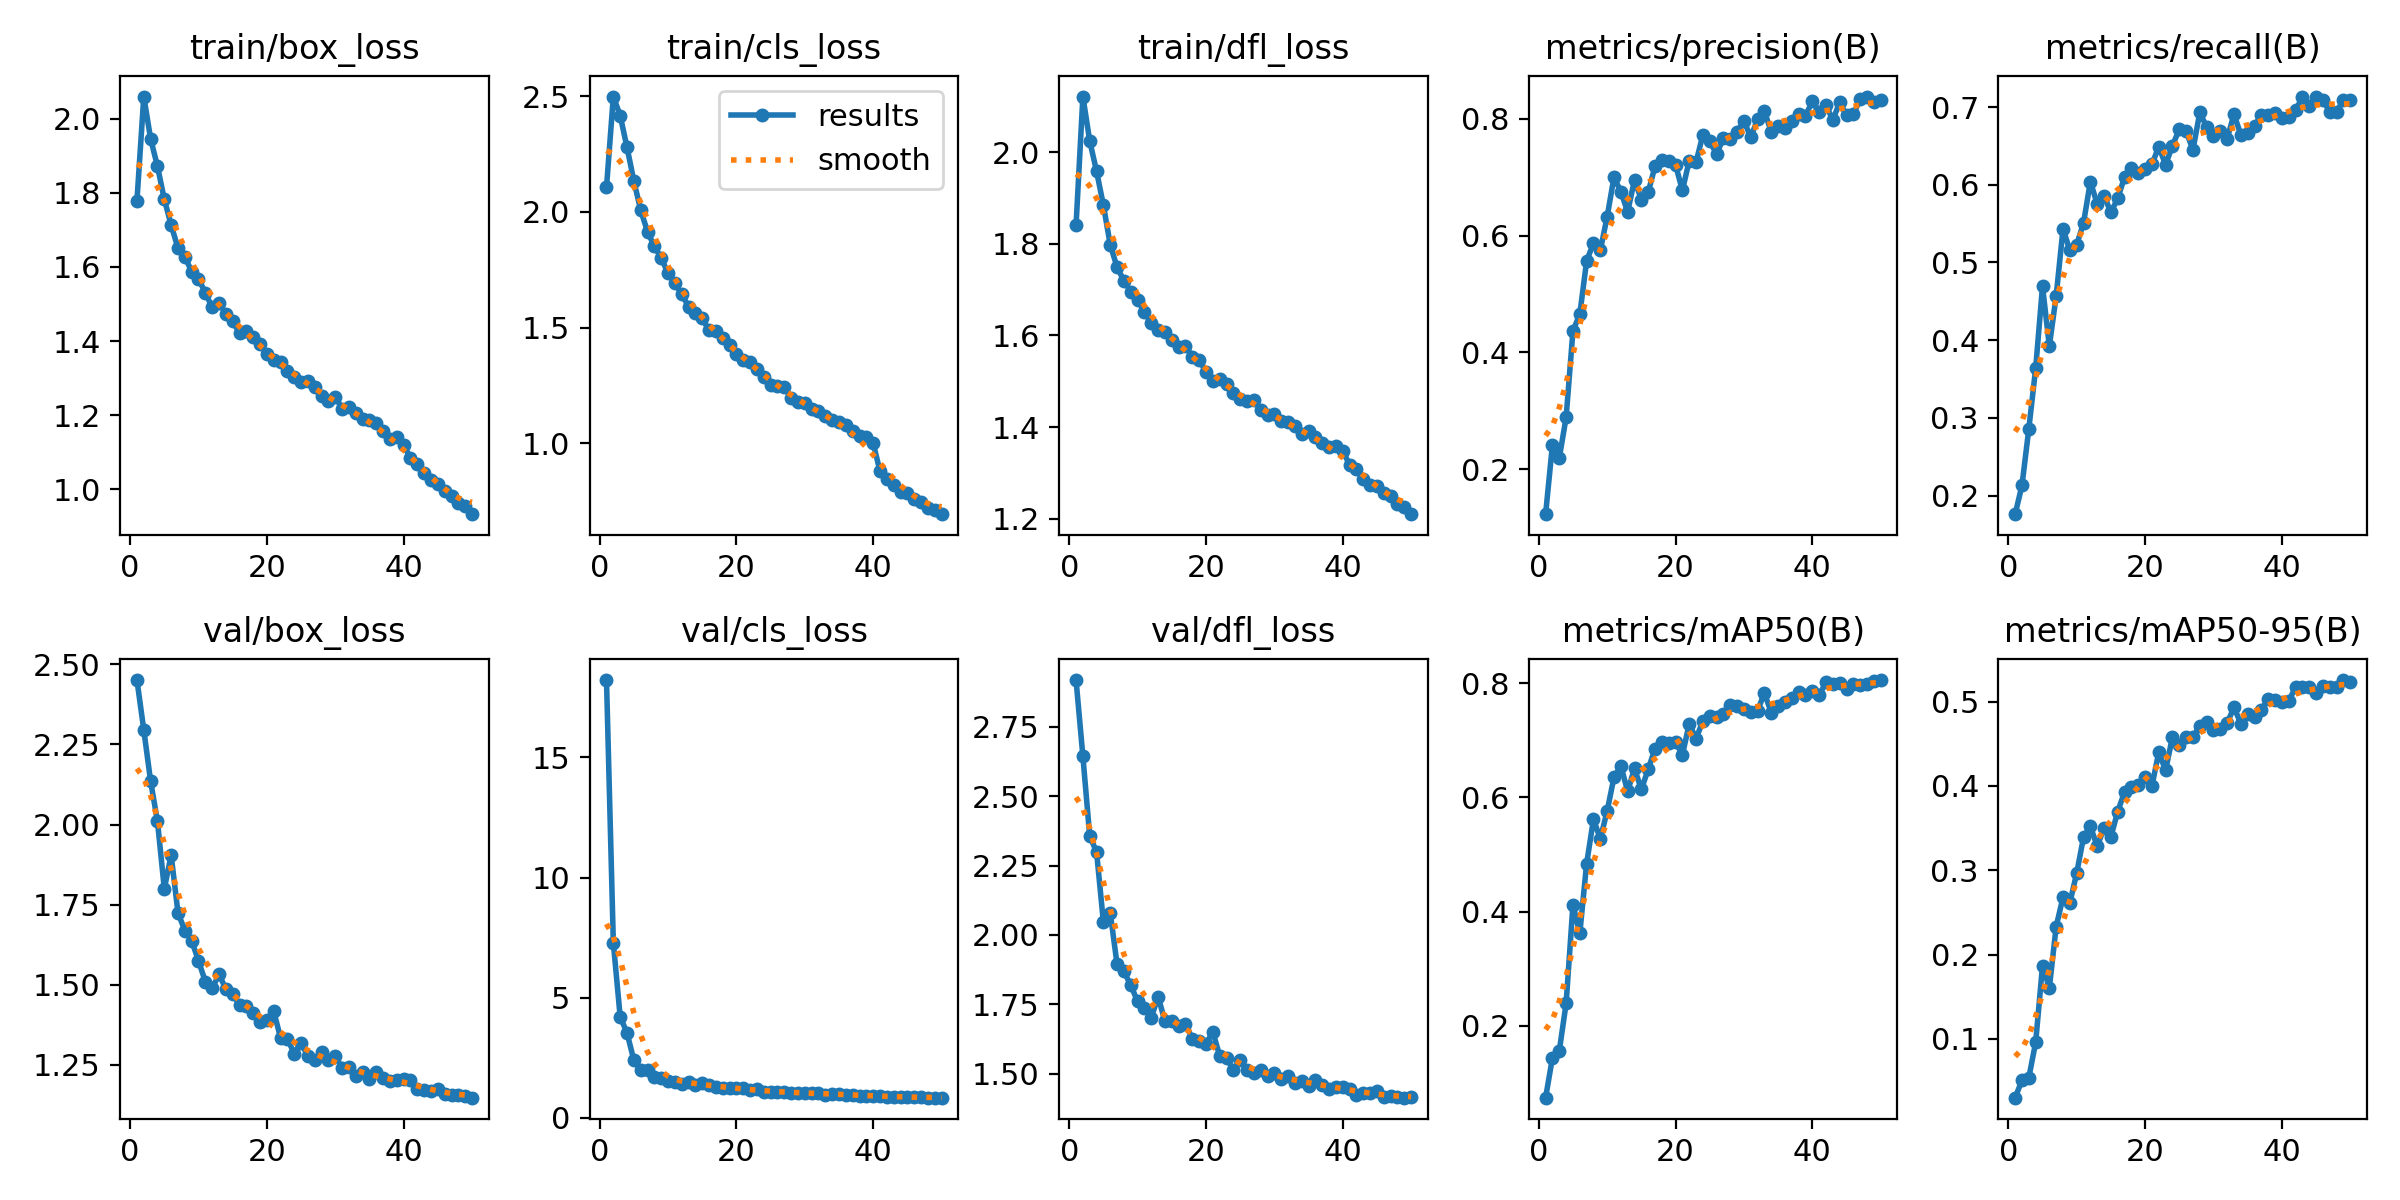 train/box_loss
2.0
1.8
1.6
1.4
1.2
1.0
0 20 40
train/cls_loss
results
smooth
2.5
2.0
1.5
1.0
0 20 40
train/dfl_loss
2.0
1.8
1.6
1.4
1.2
0 20 40
metrics/precision(B)
0.8
0.6
0.4
0.2
0 20 40
metrics/recall(B)
0.7
0.6
0.5
0.4
0.3
0.2
0 20 40
val/box_loss
2.50
2.25
2.00
1.75
1.50
1.25
0 20 40
val/cls_loss
15
10
5
0
0 20 40
val/dfl_loss
2.75
2.50
2.25
2.00
1.75
1.50
0 20 40
metrics/mAP50(B)
0.8
0.6
0.4
0.2
0 20 40
metrics/mAP50-95(B)
0.5
0.4
0.3
0.2
0.1
0 20 40